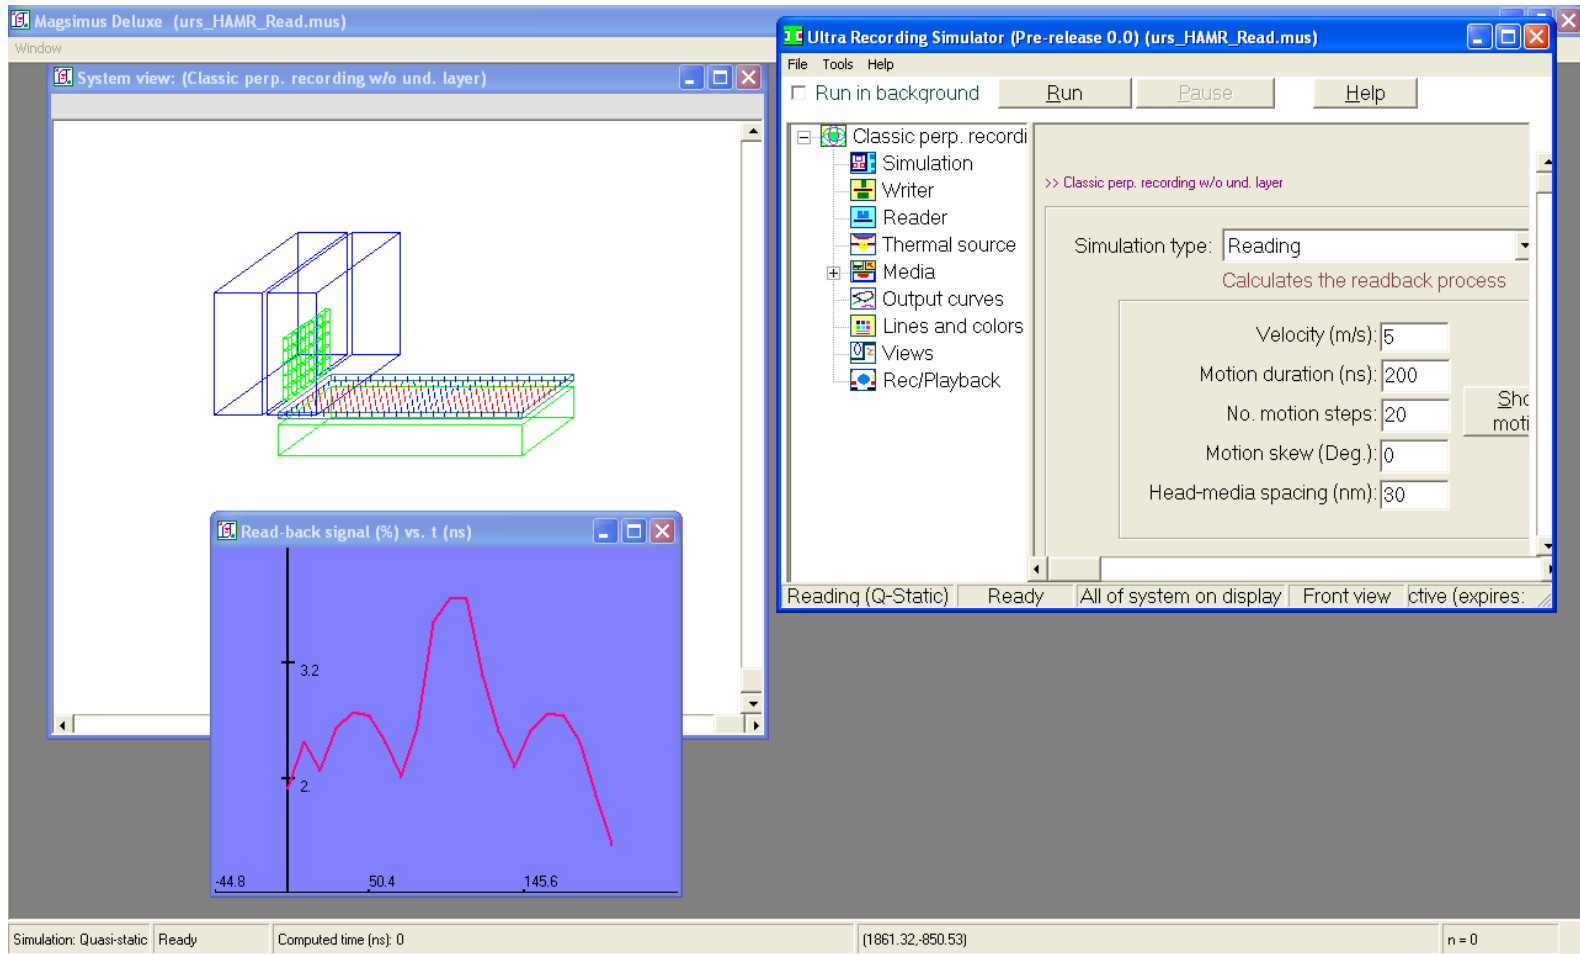 Magsimus Deluxe (urs_HAMR_Read.mus)
Window
System view: (Classic perp. recording w/o und. layer)
Read-back signal (%) vs. t (ns)
3.2
2.
-44.8
50.4
145.6
Ultra Recording Simulator (Pre-release 0.0) (urs_HAMR_Read.mus)
File Tools Help
Run in background Run Pause Help
Classic perp. recordi
Simulation
Writer
Reader
Thermal source
Media
Output curves
Lines and colors
Views
Rec/Playback
>> Classic perp. recording w/o und. layer
Simulation type: Reading
Calculates the readback process
Velocity (m/s): 5
Motion duration (ns): 200
No. motion steps: 20
Motion skew (Deg.): 0
Head-media spacing (nm): 30
Sho
moti
Reading (Q-Static) Ready All of system on display Front view ctive (expires:
Simulation: Quasi-static Ready Computed time (ns): 0 (1861.32,-850.53) n = 0